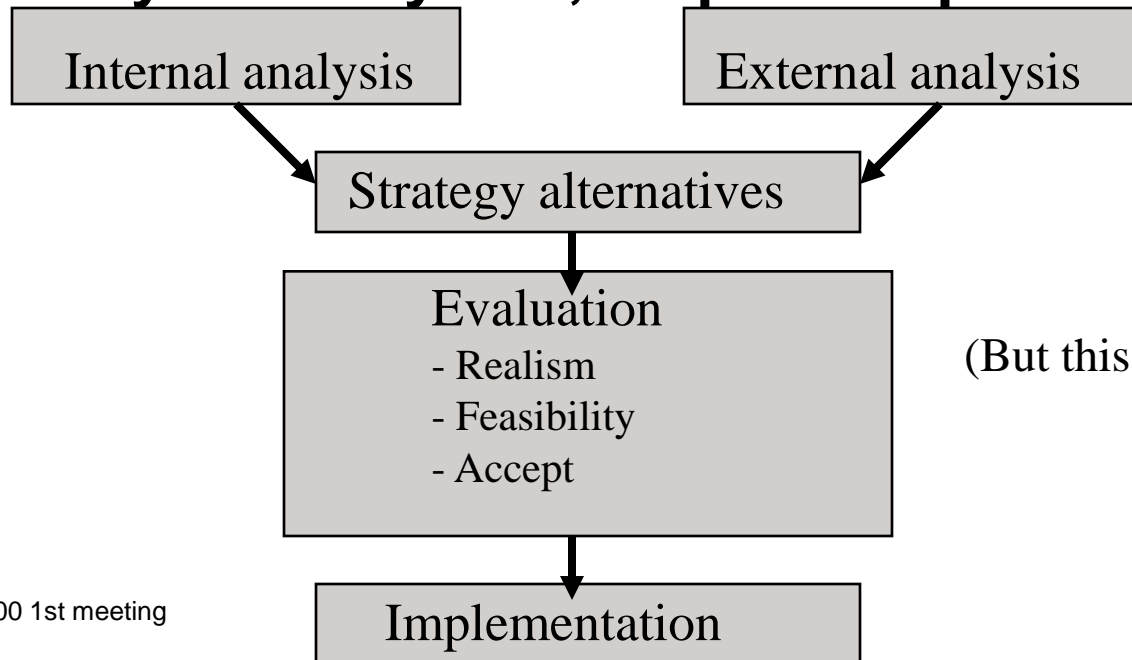 Internal analysis
External analysis
Strategy alternatives
Evaluation
- Realism
- Feasibility
- Accept
(But this
00 1st meeting
Implementation